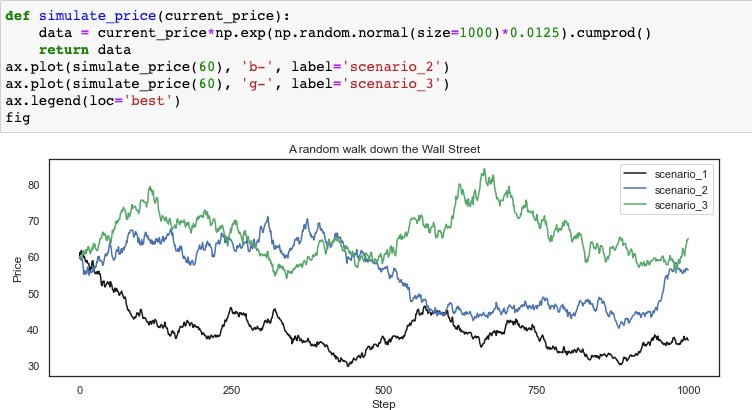 def simulate_price(current_price):
    data = current_price*np.exp(np.random.normal(size=1000)*0.0125).cumprod()
    return data
ax.plot(simulate_price(60), 'b-', label='scenario_2')
ax.plot(simulate_price(60), 'g-', label='scenario_3')
ax.legend(loc='best')
fig
A random walk down the Wall Street
scenario_1
scenario_2
scenario_3
80
70
60
50
40
30
Price
0 250 500 750 1000
Step